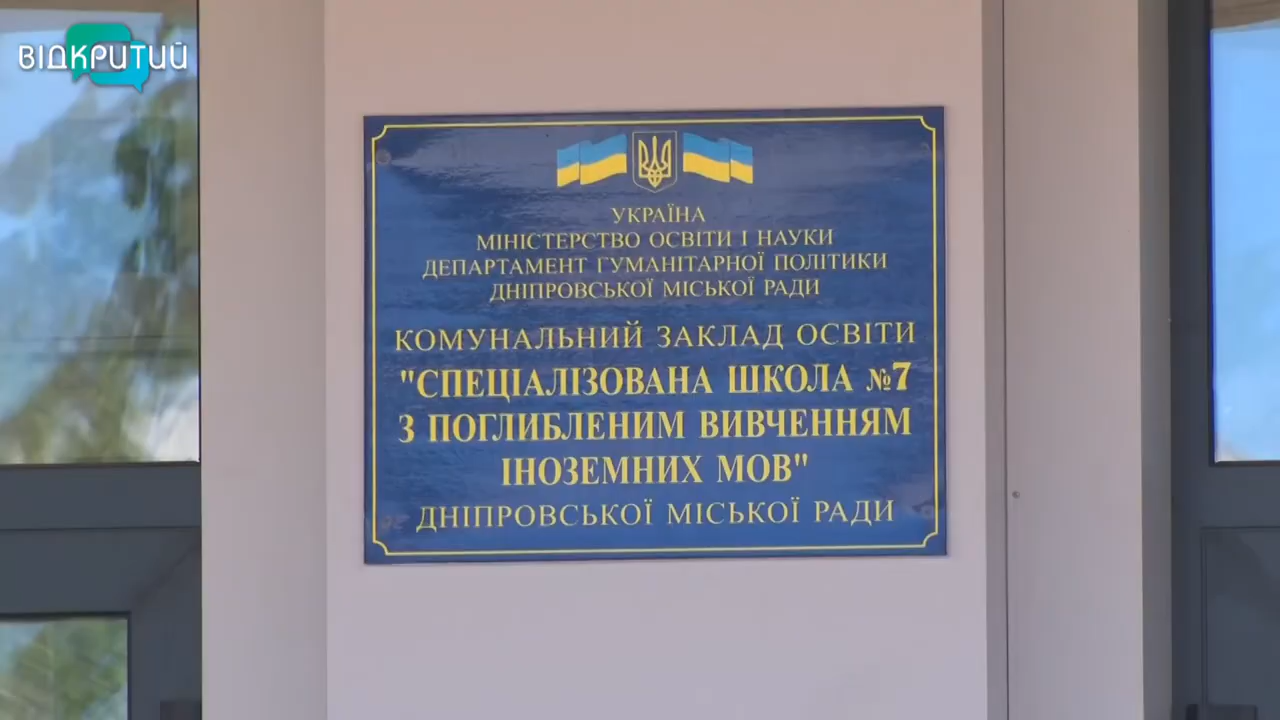 ВІДКРИТИЙ
УКРАЇНА
МІНІСТЕРСТВО ОСВІТИ І НАУКИ
ДЕПАРТАМЕНТ ГУМАНІТАРНОЇ ПОЛІТИКИ
ДНІПРОВСЬКОЇ МІСЬКОЇ РАДИ
КОМУНАЛЬНИЙ ЗАКЛАД ОСВІТИ
"СПЕЦІАЛІЗОВАНА ШКОЛА №7
З ПОГЛИБЛЕНИМ ВИВЧЕННЯМ
ІНОЗЕМНИХ МОВ"
ДНІПРОВСЬКОЇ МІСЬКОЇ РАДИ